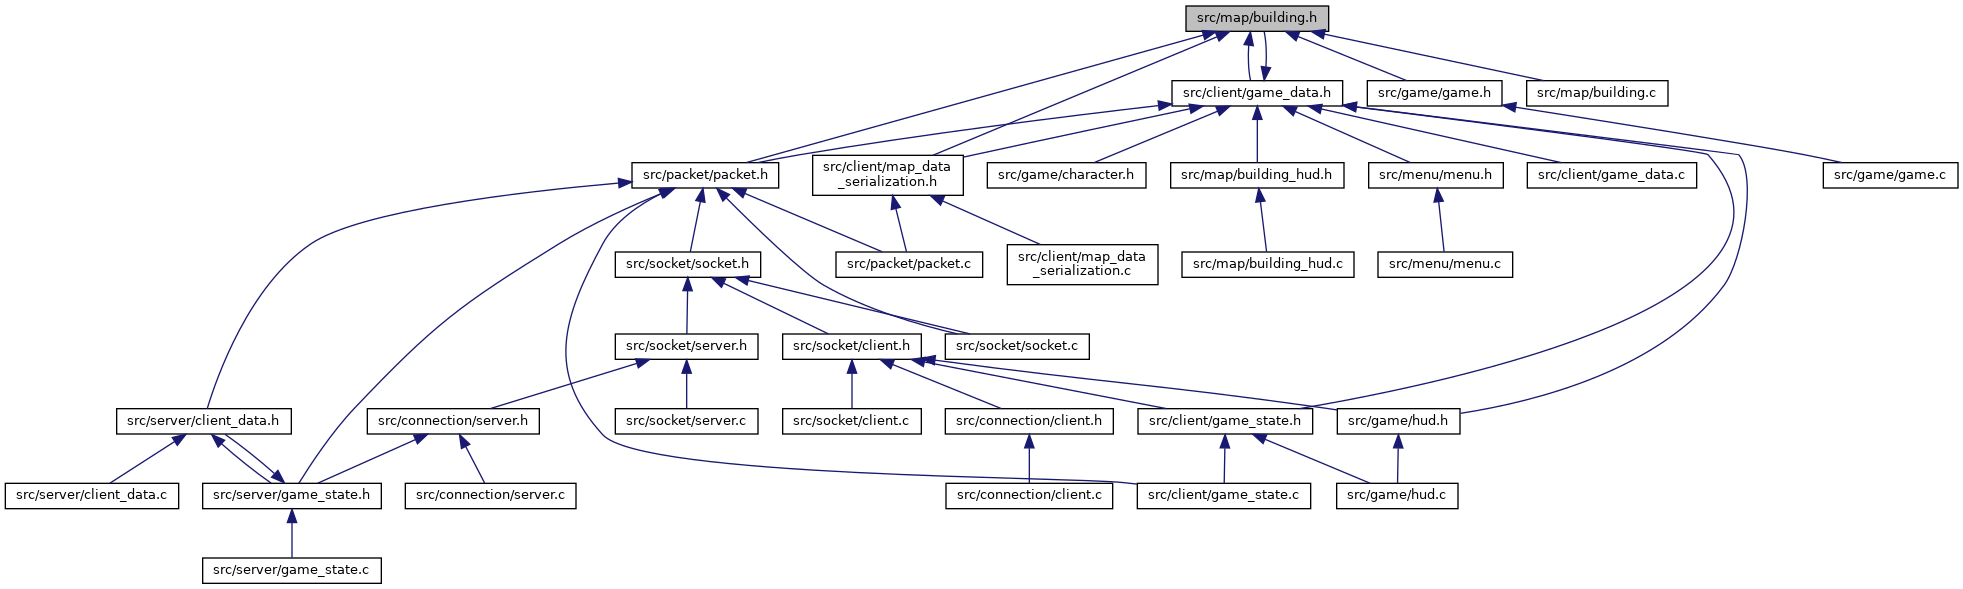 src/map/building.h
src/client/game_data.h
src/game/game.h
src/map/building.c
src/packet/packet.h
src/client/map_data
_serialization.h
src/game/character.h
src/map/building_hud.h
src/menu/menu.h
src/client/game_data.c
src/game/game.c
src/socket/socket.h
src/packet/packet.c
src/client/map_data
_serialization.c
src/map/building_hud.c
src/menu/menu.c
src/socket/server.h
src/socket/client.h
src/socket/socket.c
src/server/client_data.h
src/connection/server.h
src/socket/server.c
src/socket/client.c
src/connection/client.h
src/client/game_state.h
src/game/hud.h
src/server/client_data.c
src/server/game_state.h
src/connection/server.c
src/connection/client.c
src/client/game_state.c
src/game/hud.c
src/server/game_state.c